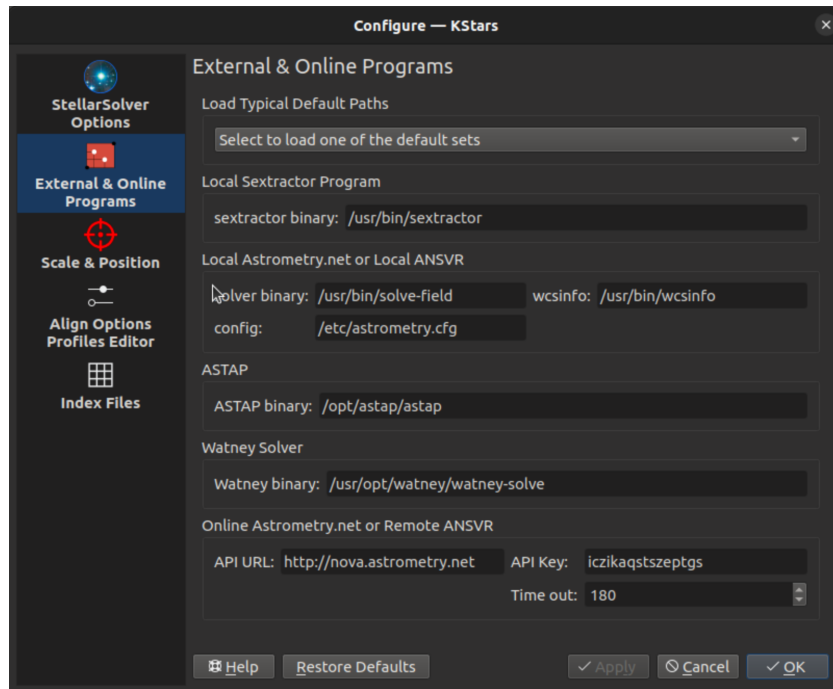 Configure — KStars
StellarSolver
Options
External & Online
Programs
Scale & Position
Align Options
Profiles Editor
Index Files
External & Online Programs
Load Typical Default Paths
Select to load one of the default sets
Local Sextractor Program
sextractor binary: /usr/bin/sextractor
Local Astrometry.net or Local ANSVR
solver binary: /usr/bin/solve-field wcsinfo: /usr/bin/wcsinfo
config: /etc/astrometry.cfg
ASTAP
ASTAP binary: /opt/astap/astap
Watney Solver
Watney binary: /usr/opt/watney/watney-solve
Online Astrometry.net or Remote ANSVR
API URL: http://nova.astrometry.net API Key: iczikaqstszeptgs
Time out: 180
Help Restore Defaults Apply Cancel OK